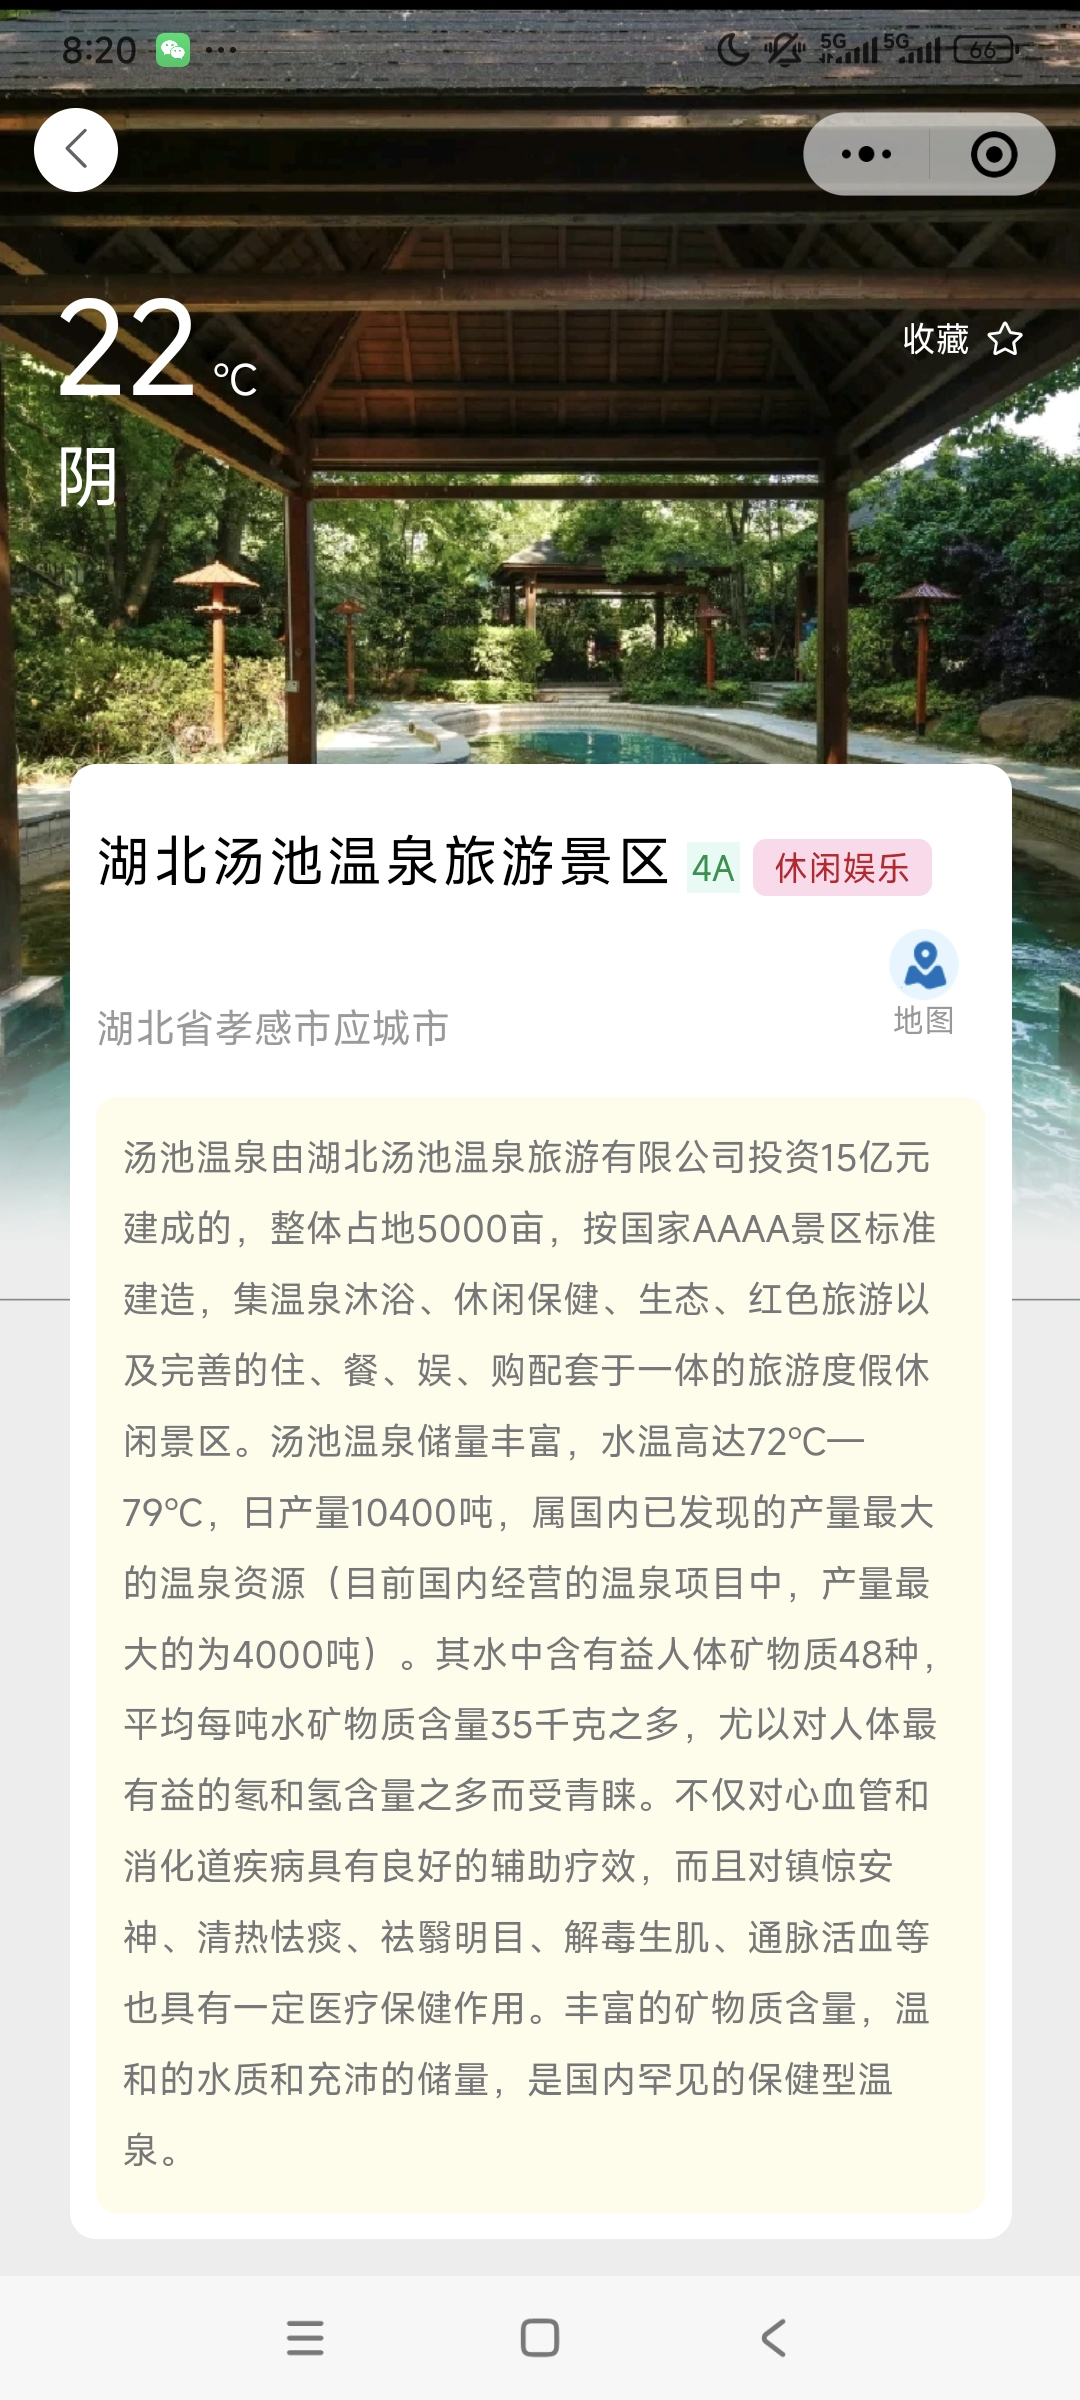 8:20
5G 5G 66
22 ℃
收藏
阴
湖北汤池温泉旅游景区 4A 休闲娱乐
地图
湖北省孝感市应城市
汤池温泉由湖北汤池温泉旅游有限公司投资15亿元
建成的，整体占地5000亩，按国家AAAA景区标准
建造，集温泉沐浴、休闲保健、生态、红色旅游以
及完善的住、餐、娱、购配套于一体的旅游度假休
闲景区。汤池温泉储量丰富，水温高达72℃—
79℃，日产量10400吨，属国内已发现的产量最大
的温泉资源（目前国内经营的温泉项目中，产量最
大的为4000吨）。其水中含有益人体矿物质48种，
平均每吨水矿物质含量35千克之多，尤以对人体最
有益的氡和氢含量之多而受青睐。不仅对心血管和
消化道疾病具有良好的辅助疗效，而且对镇惊安
神、清热怯痰、祛翳明目、解毒生肌、通脉活血等
也具有一定医疗保健作用。丰富的矿物质含量，温
和的水质和充沛的储量，是国内罕见的保健型温
泉。